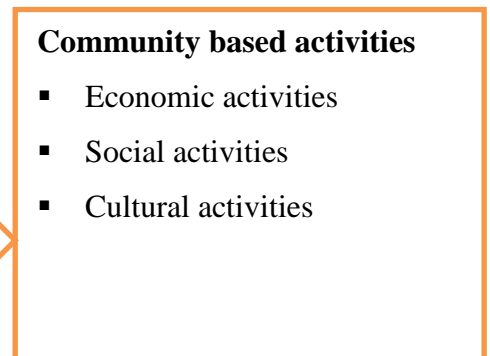 Community based activities
▪ Economic activities
▪ Social activities
▪ Cultural activities